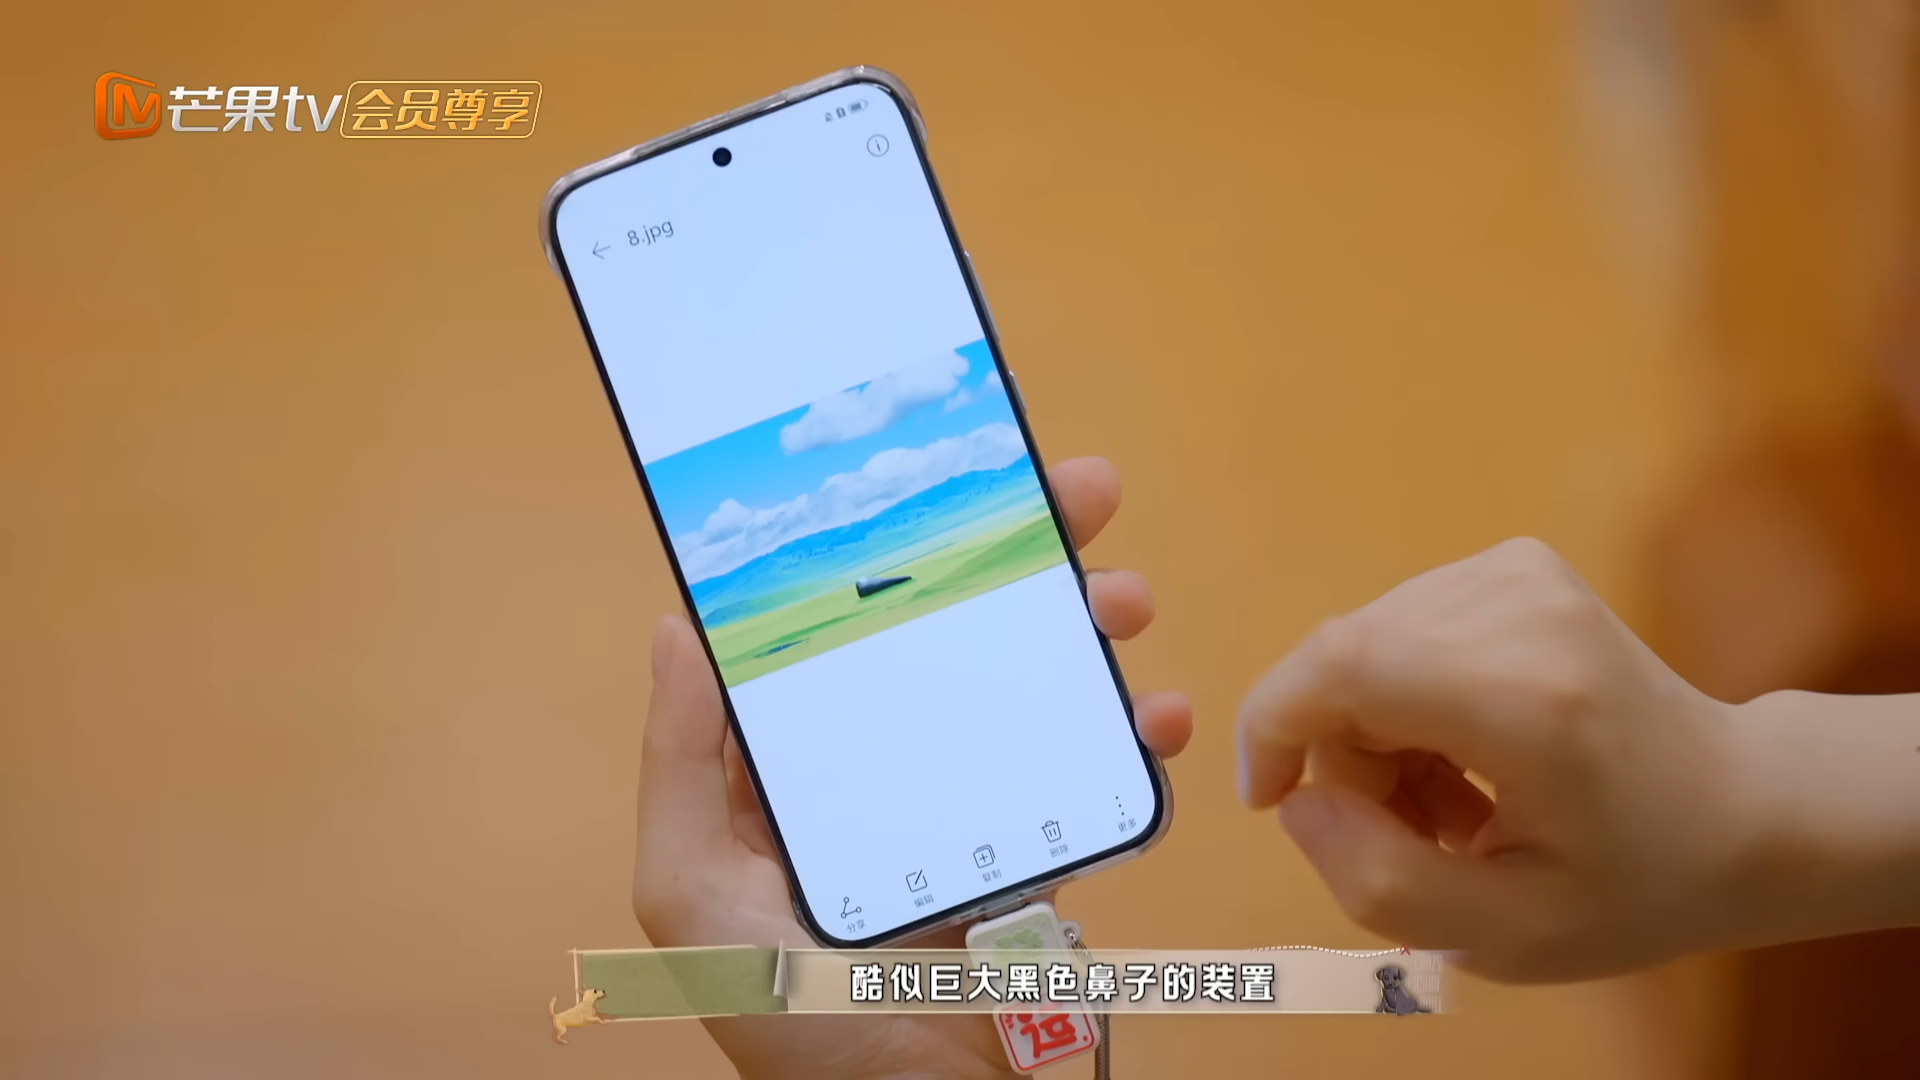 芒果tv会员尊享
8.jpg
分享
编辑
复制
删除
更多
酷似巨大黑色鼻子的装置
运